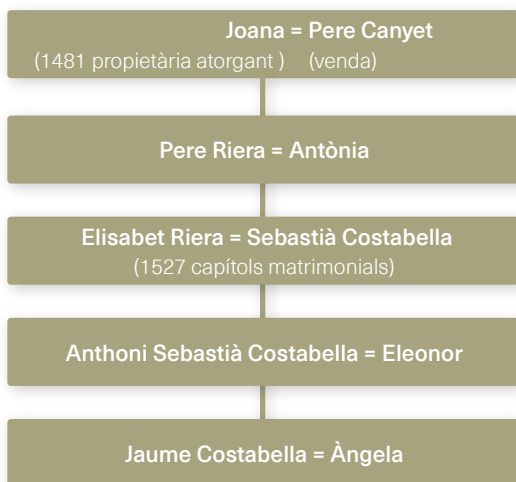 Joana = Pere Canyet
(1481 propietària atorgant ) (venda)
Pere Riera = Antònia
Elisabet Riera = Sebastià Costabella
(1527 capítols matrimonials)
Anthoni Sebastià Costabella = Eleonor
Jaume Costabella = Àngela